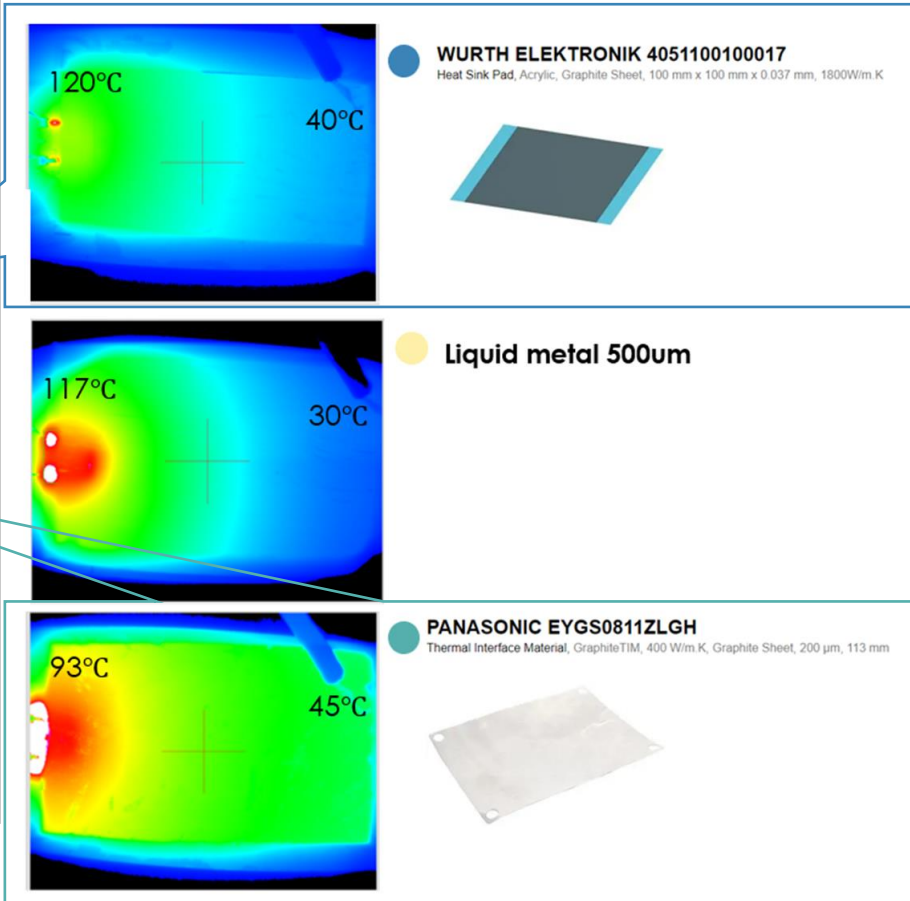 120°C
40°C
WURTH ELEKTRONIK 4051100100017
Heat Sink Pad, Acrylic, Graphite Sheet, 100 mm x 100 mm x 0.037 mm, 1800W/m.K
117°C
30°C
Liquid metal 500um
93°C
45°C
PANASONIC EYGS0811ZLGH
Thermal Interface Material, GraphiteTIM, 400 W/m.K, Graphite Sheet, 200 µm, 113 mm